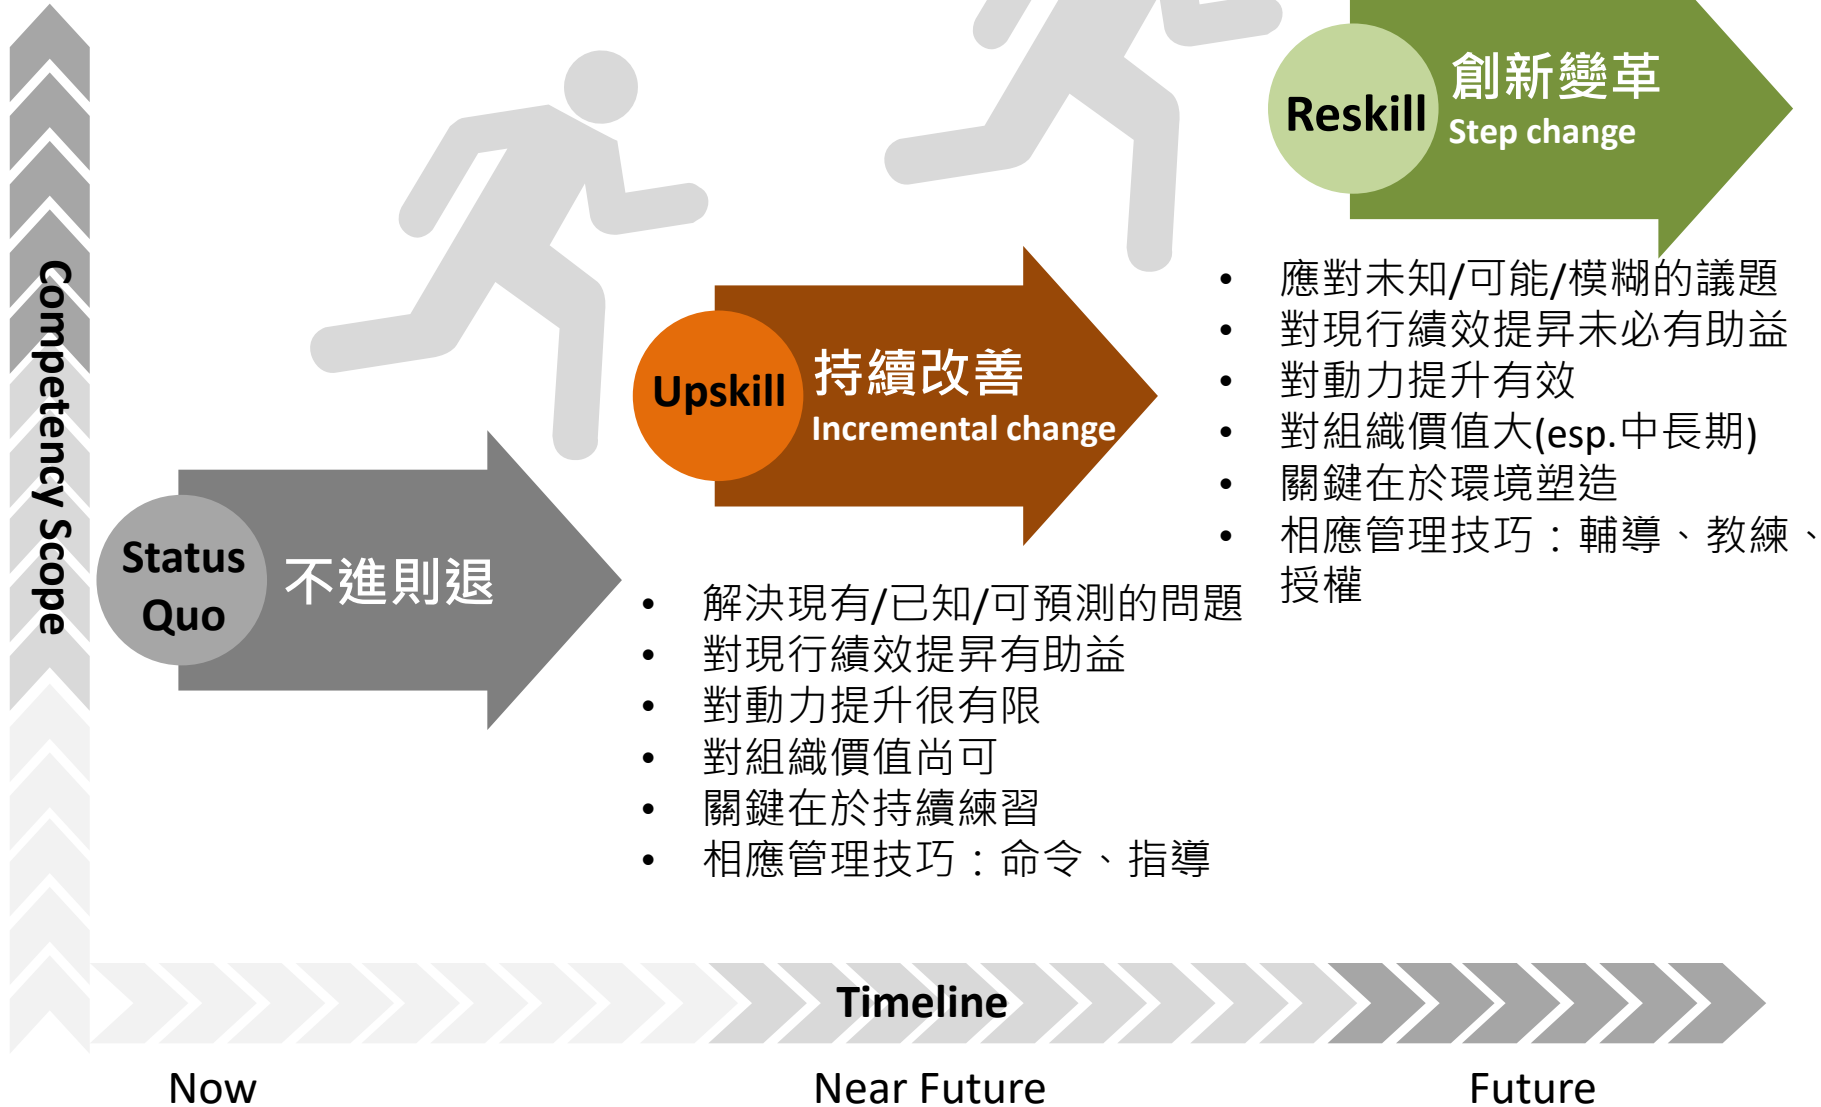 Competency Scope
Status
Quo
不進則退
Upskill
持續改善
Incremental change
• 解決現有/已知/可預測的問題
• 對現行績效提昇有助益
• 對動力提升很有限
• 對組織價值尚可
• 關鍵在於持續練習
• 相應管理技巧：命令、指導
Reskill
創新變革
Step change
• 應對未知/可能/模糊的議題
• 對現行績效提昇未必有助益
• 對動力提升有效
• 對組織價值大(esp.中長期)
• 關鍵在於環境塑造
• 相應管理技巧：輔導、教練、
授權
Timeline
Now
Near Future
Future